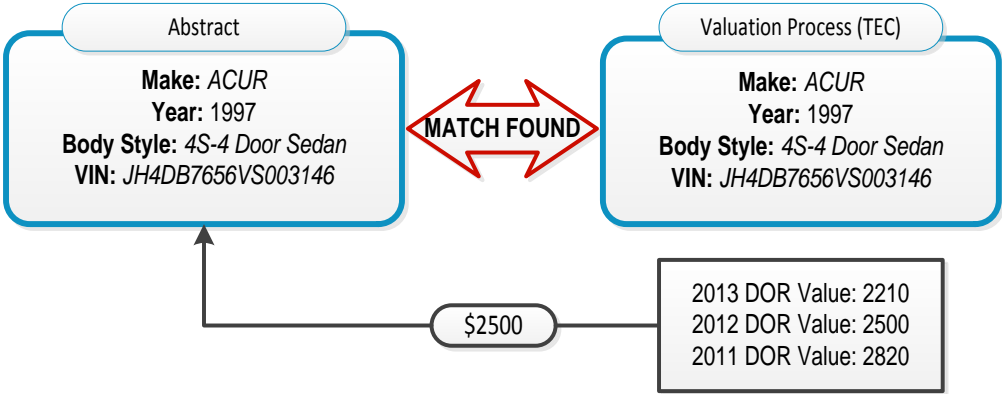 Abstract
Make: ACUR
Year: 1997
Body Style: 4S-4 Door Sedan
VIN: JH4DB7656VS003146
MATCH FOUND
Valuation Process (TEC)
Make: ACUR
Year: 1997
Body Style: 4S-4 Door Sedan
VIN: JH4DB7656VS003146
$2500
2013 DOR Value: 2210
2012 DOR Value: 2500
2011 DOR Value: 2820